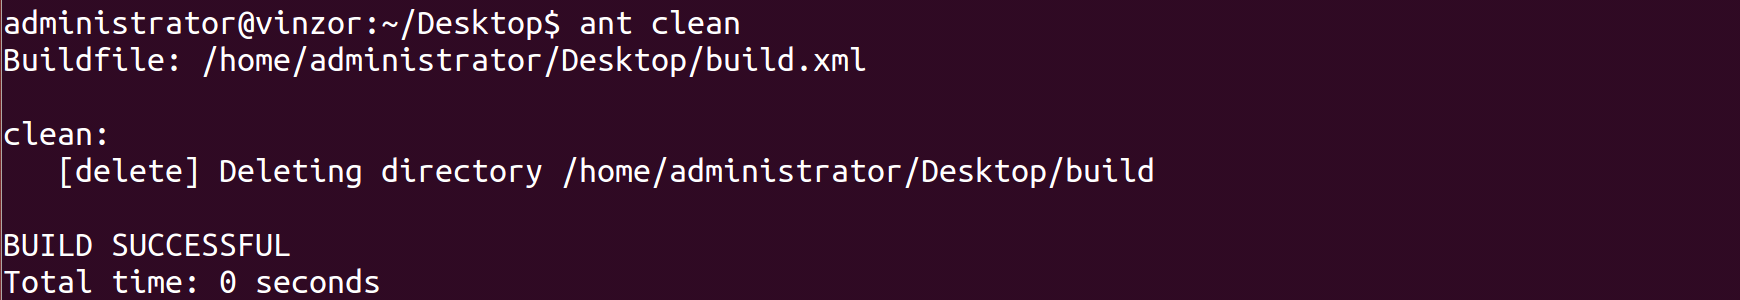 administrator@vinzor:~/Desktop$ ant clean
Buildfile: /home/administrator/Desktop/build.xml
clean:
[delete] Deleting directory /home/administrator/Desktop/build
BUILD SUCCESSFUL
Total time: 0 seconds